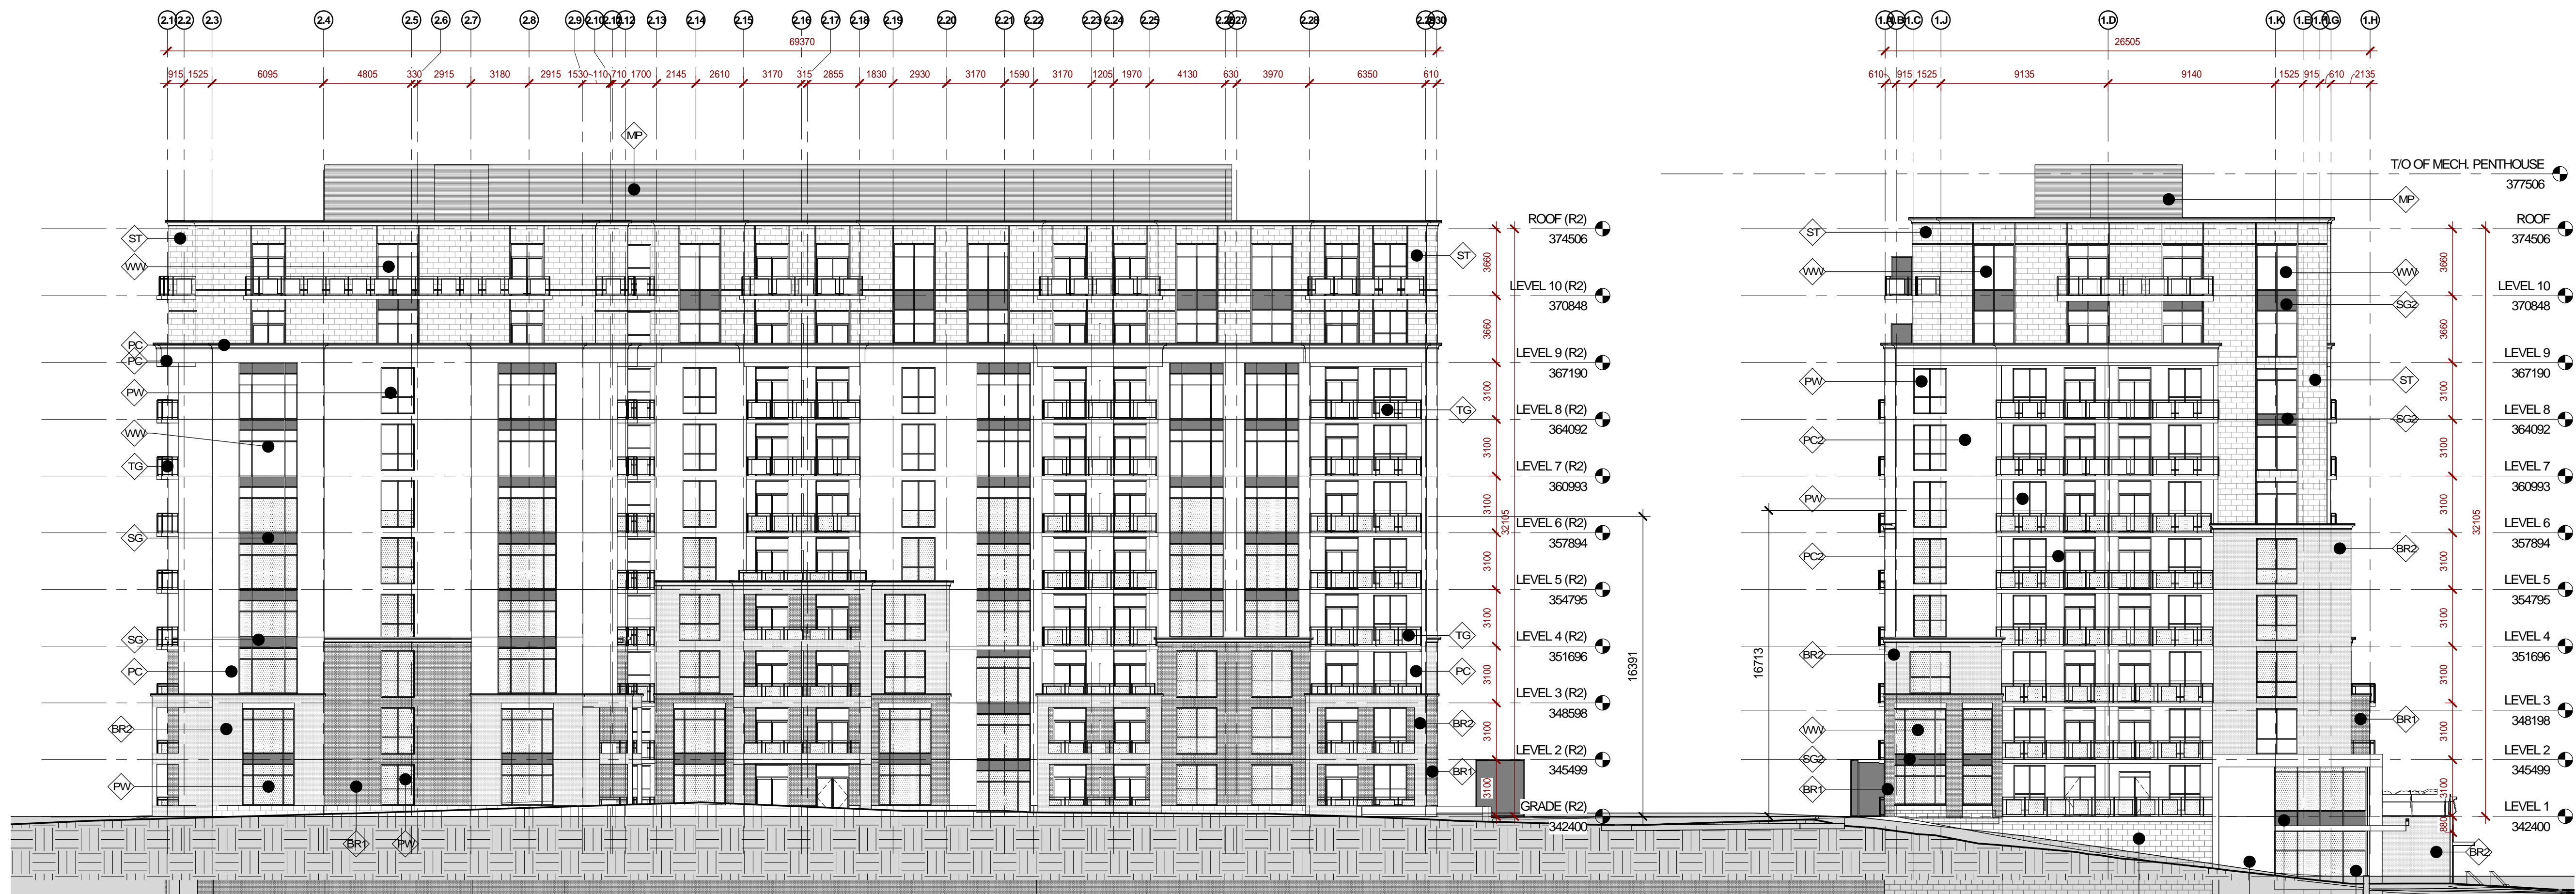 2.1 2.2 2.3 2.4 2.5 2.6 2.7 2.8 2.9 2.10 2.12 2.13 2.14 2.15 2.16 2.17 2.18 2.19 2.20 2.21 2.22 2.23 2.24 2.25 2.27 2.28 2.30
69370
915 1525 6095 4805 330 2915 3180 2915 1530 110 710 1700 2145 2610 3170 315 2855 1830 2930 3170 1590 3170 1205 1970 4130 630 3970 6350 610
MP
ST
WW
PC
PC
PW
WW
TG
SG
SG
PC
BR2
PW
BR1
PW
ST
TG
TG
PC
BR2
BR1
ROOF (R2)
374506
LEVEL 10 (R2)
370848
LEVEL 9 (R2)
367190
LEVEL 8 (R2)
364092
LEVEL 7 (R2)
360993
LEVEL 6 (R2)
357894
LEVEL 5 (R2)
354795
LEVEL 4 (R2)
351696
LEVEL 3 (R2)
348598
LEVEL 2 (R2)
345499
GRADE (R2)
342400
3660
3660
3100
3100
3100
3100
3100
3100
3100
3100
32105
16391
1.C 1.J 1.D 1.K 1.E 1.G 1.H
26505
610 915 1525 9135 9140 1525 915 610 2135
16713
ST
WW
PW
PC2
PW
PC2
BR2
WW
SG2
BR1
MP
WW
SG2
ST
SG2
BR2
BR1
BR2
T/O OF MECH. PENTHOUSE
377506
ROOF
374506
LEVEL 10
370848
LEVEL 9
367190
LEVEL 8
364092
LEVEL 7
360993
LEVEL 6
357894
LEVEL 5
354795
LEVEL 4
351696
LEVEL 3
348198
LEVEL 2
345499
LEVEL 1
342400
3660
3660
3100
3100
3100
3100
3100
3100
3100
3100
880
32105